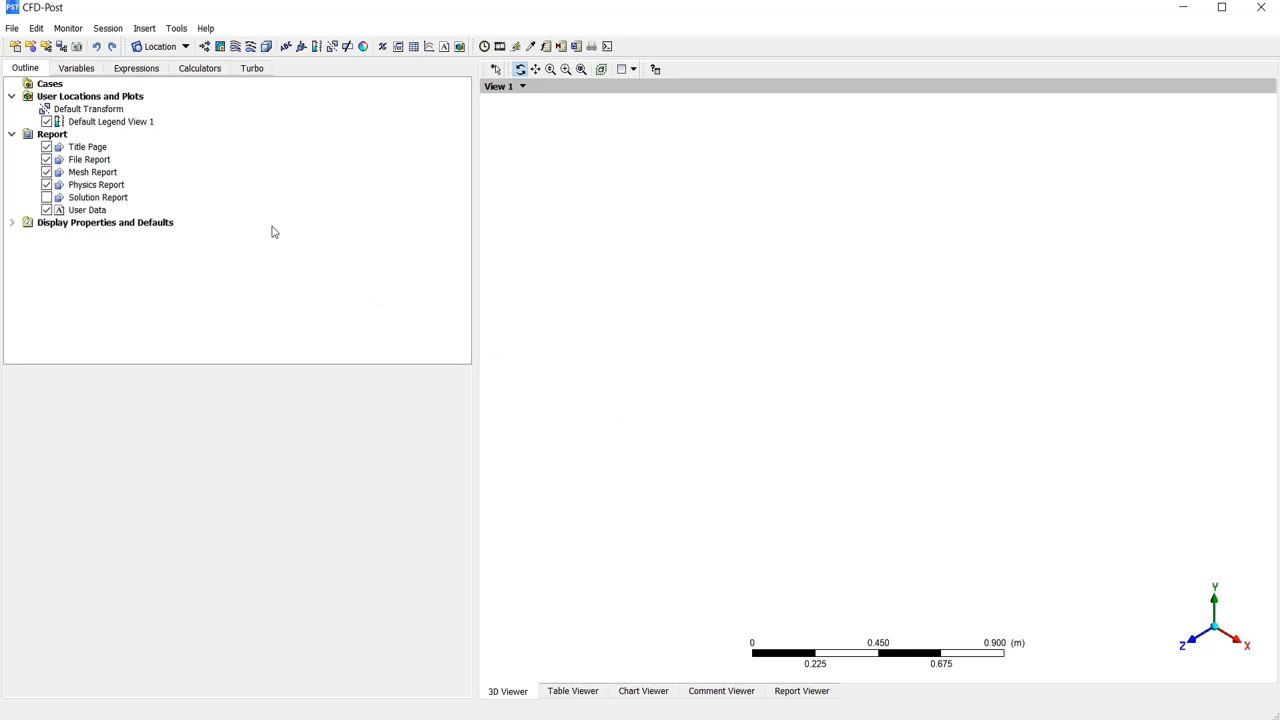 PST CFD-Post
File Edit Monitor Session Insert Tools Help
Location
Outline Variables Expressions Calculators Turbo
Cases
User Locations and Plots
Default Transform
Default Legend View 1
Report
Title Page
File Report
Mesh Report
Physics Report
Solution Report
A User Data
Display Properties and Defaults
View 1
Y
Z X
0 0.450 0.900 (m)
0.225 0.675
3D Viewer Table Viewer Chart Viewer Comment Viewer Report Viewer